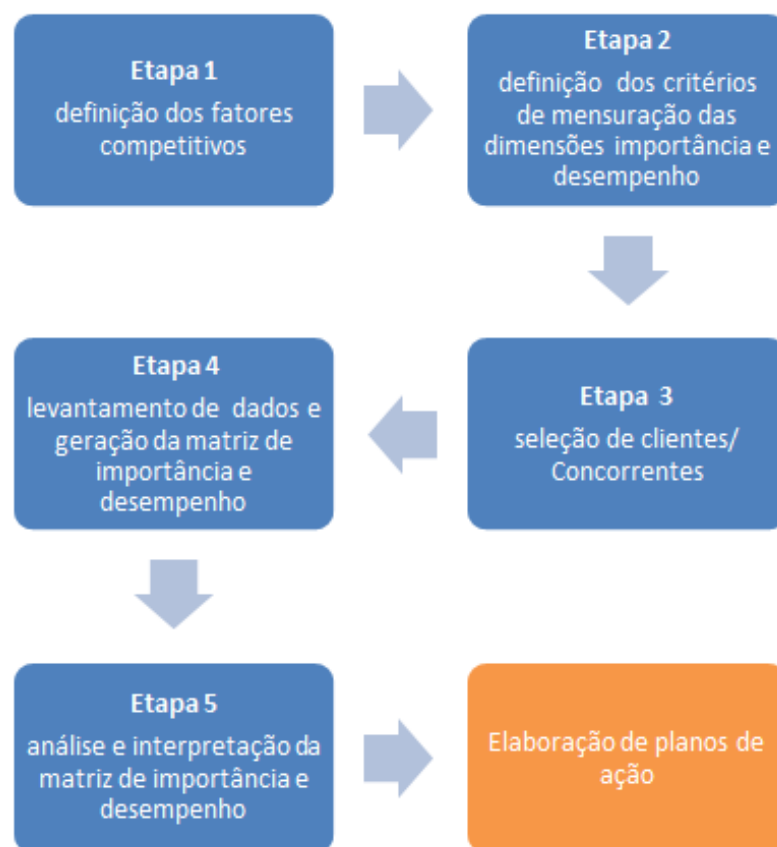 Etapa 1
definição dos fatores
competitivos
Etapa 2
definição dos critérios
de mensuração das
dimensões importância e
desempenho
Etapa 3
seleção de clientes/
Concorrentes
Etapa 4
levantamento de dados e
geração da matriz de
importância e
desempenho
Etapa 5
análise e interpretação da
matriz de importância e
desempenho
Elaboração de planos de
ação